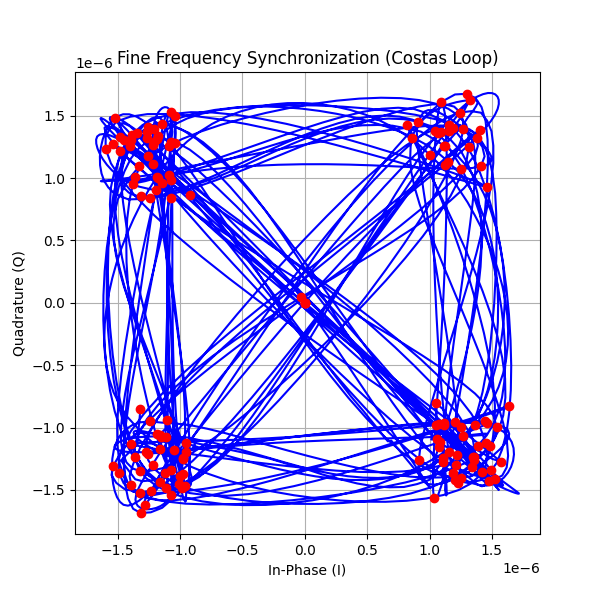 Fine Frequency Synchronization (Costas Loop)
1e−6
1.5
1.0
0.5
0.0
−0.5
−1.0
−1.5
Quadrature (Q)
−1.5 −1.0 −0.5 0.0 0.5 1.0 1.5
1e−6
In-Phase (I)